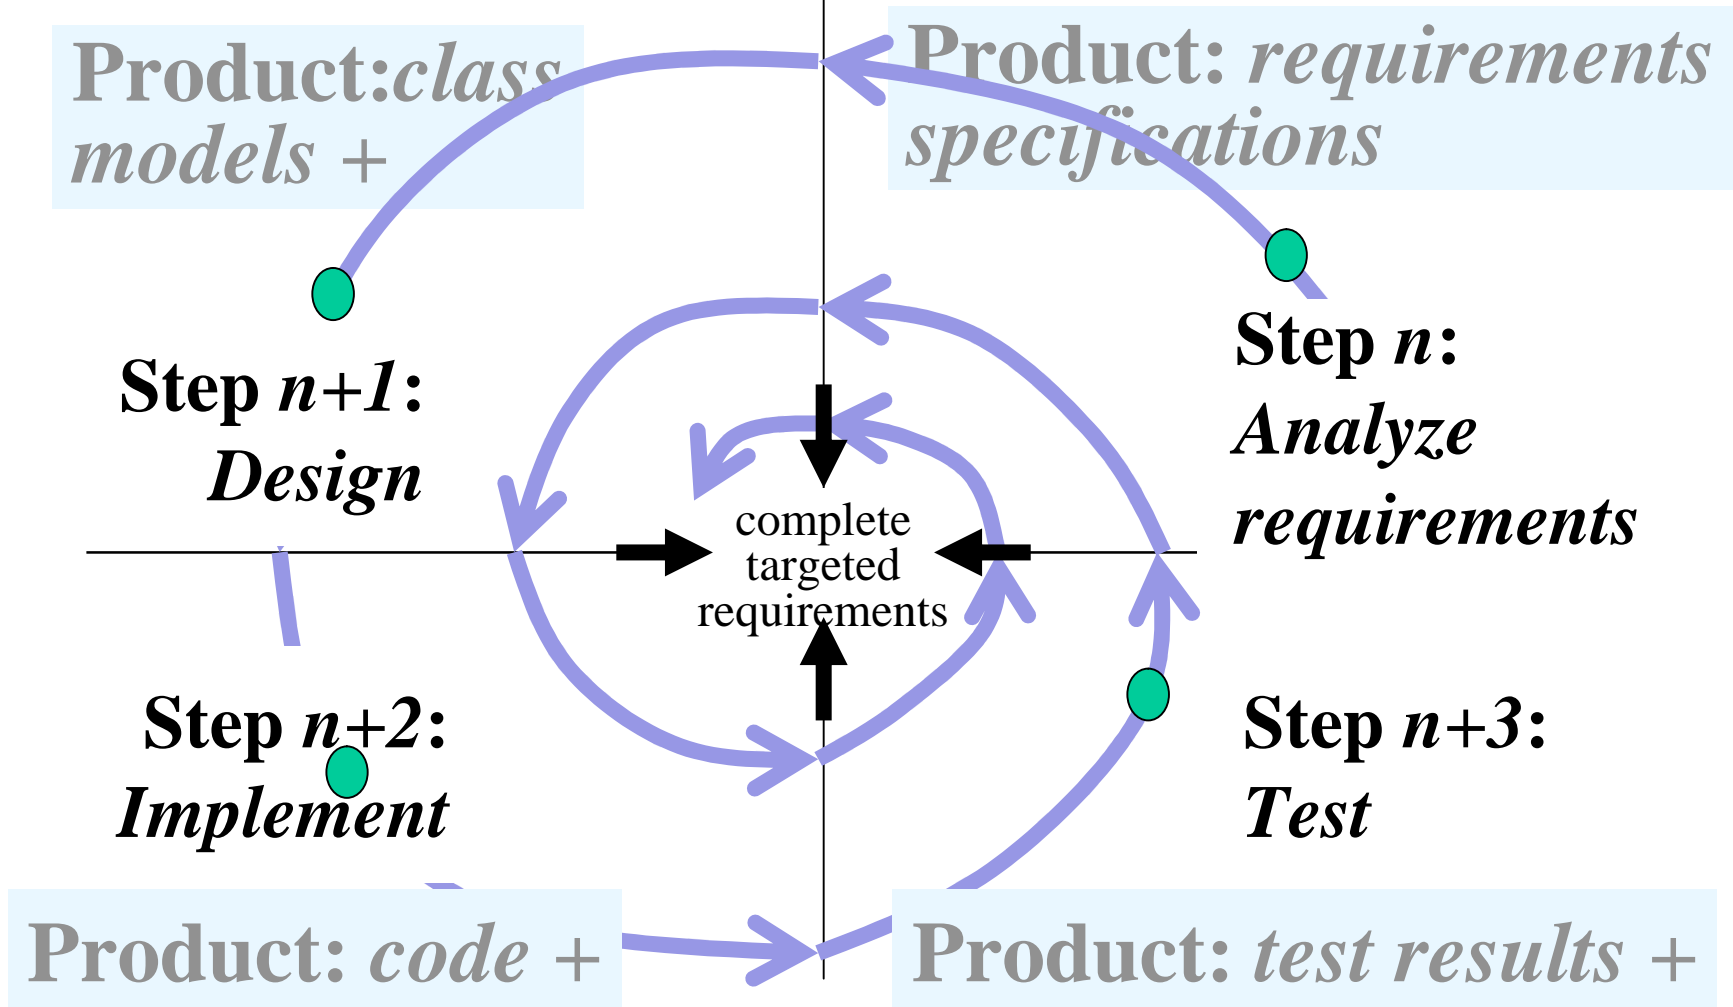 Product:class
models +
Product: requirements
specifications
Step n+1:
Design
Step n:
Analyze
requirements
complete
targeted
requirements
Step n+2:
Implement
Step n+3:
Test
Product: code +
Product: test results +